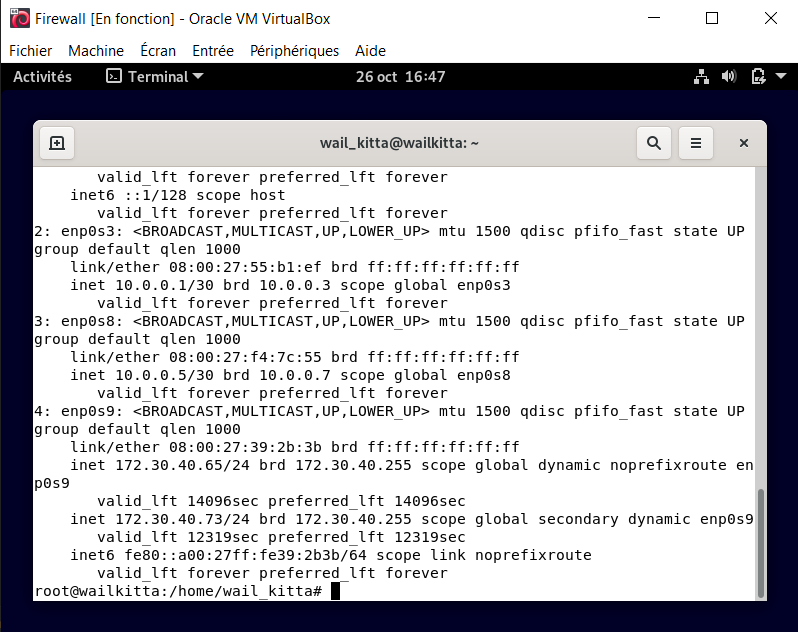 Firewall [En fonction] - Oracle VM VirtualBox
Fichier Machine Écran Entrée Périphériques Aide
Activités Terminal 26 oct 16:47
wail_kitta@wailkitta: ~
valid_lft forever preferred_lft forever
inet6 ::1/128 scope host
valid_lft forever preferred_lft forever
2: enp0s3: <BROADCAST,MULTICAST,UP,LOWER_UP> mtu 1500 qdisc pfifo_fast state UP
group default qlen 1000
link/ether 08:00:27:55:b1:ef brd ff:ff:ff:ff:ff:ff
inet 10.0.0.1/30 brd 10.0.0.3 scope global enp0s3
valid_lft forever preferred_lft forever
3: enp0s8: <BROADCAST,MULTICAST,UP,LOWER_UP> mtu 1500 qdisc pfifo_fast state UP
group default qlen 1000
link/ether 08:00:27:f4:7c:55 brd ff:ff:ff:ff:ff:ff
inet 10.0.0.5/30 brd 10.0.0.7 scope global enp0s8
valid_lft forever preferred_lft forever
4: enp0s9: <BROADCAST,MULTICAST,UP,LOWER_UP> mtu 1500 qdisc pfifo_fast state UP
group default qlen 1000
link/ether 08:00:27:39:2b:3b brd ff:ff:ff:ff:ff:ff
inet 172.30.40.65/24 brd 172.30.40.255 scope global dynamic noprefixroute en
p0s9
valid_lft 14096sec preferred_lft 14096sec
inet 172.30.40.73/24 brd 172.30.40.255 scope global secondary dynamic enp0s9
valid_lft 12319sec preferred_lft 12319sec
inet6 fe80::a00:27ff:fe39:2b3b/64 scope link noprefixroute
valid_lft forever preferred_lft forever
root@wailkitta:/home/wail_kitta#